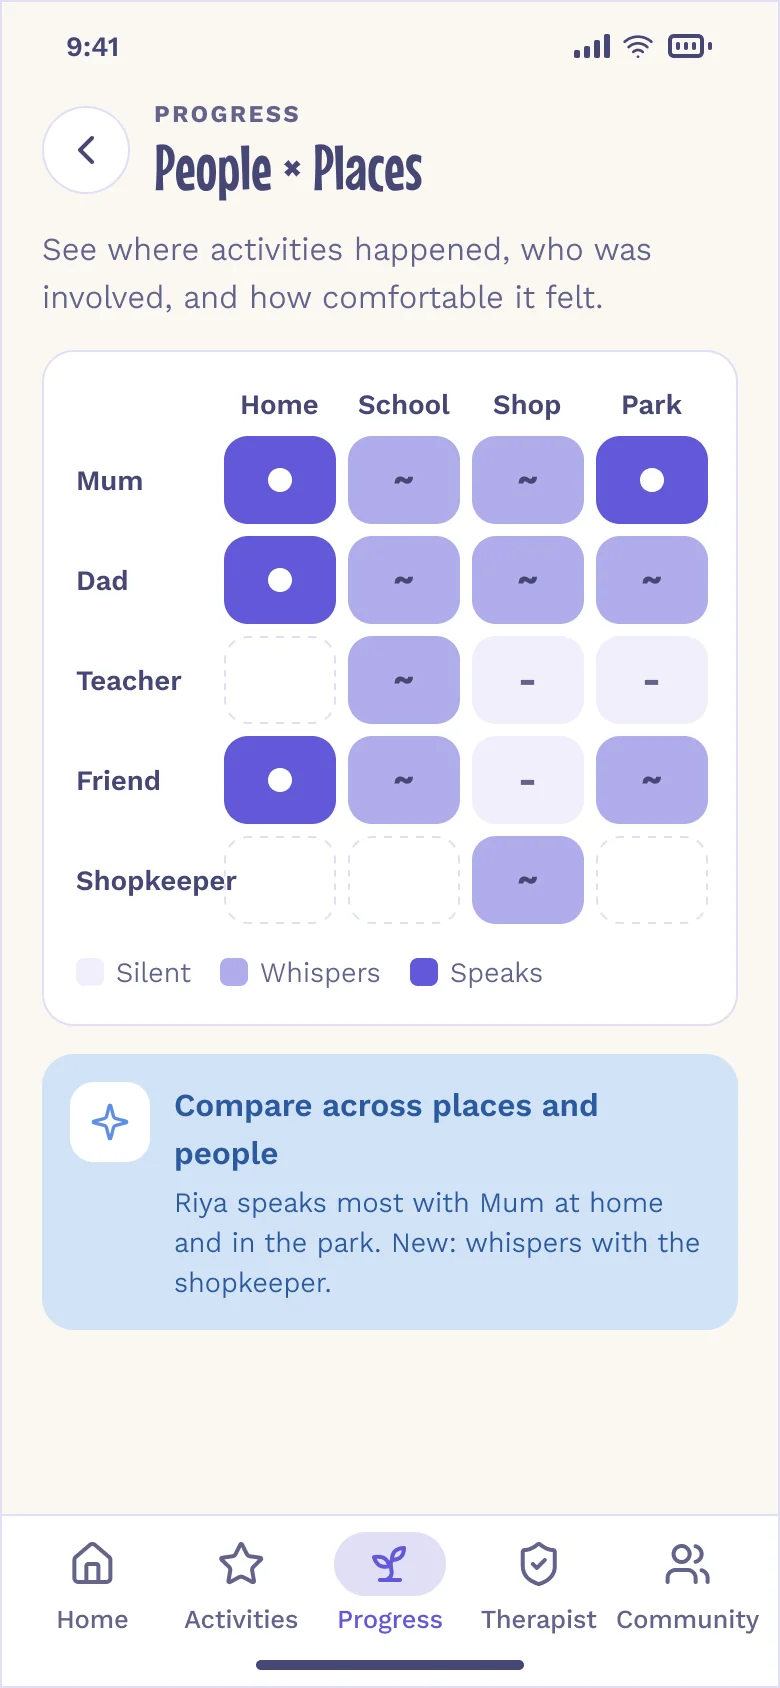 9:41
PROGRESS
People × Places
See where activities happened, who was
involved, and how comfortable it felt.
Home School Shop Park
Mum ~ ~
Dad ~ ~ ~
Teacher ~ - -
Friend ~ - ~
Shopkeeper ~
Silent Whispers Speaks
Compare across places and
people
Riya speaks most with Mum at home
and in the park. New: whispers with the
shopkeeper.
Home Activities Progress Therapist Community